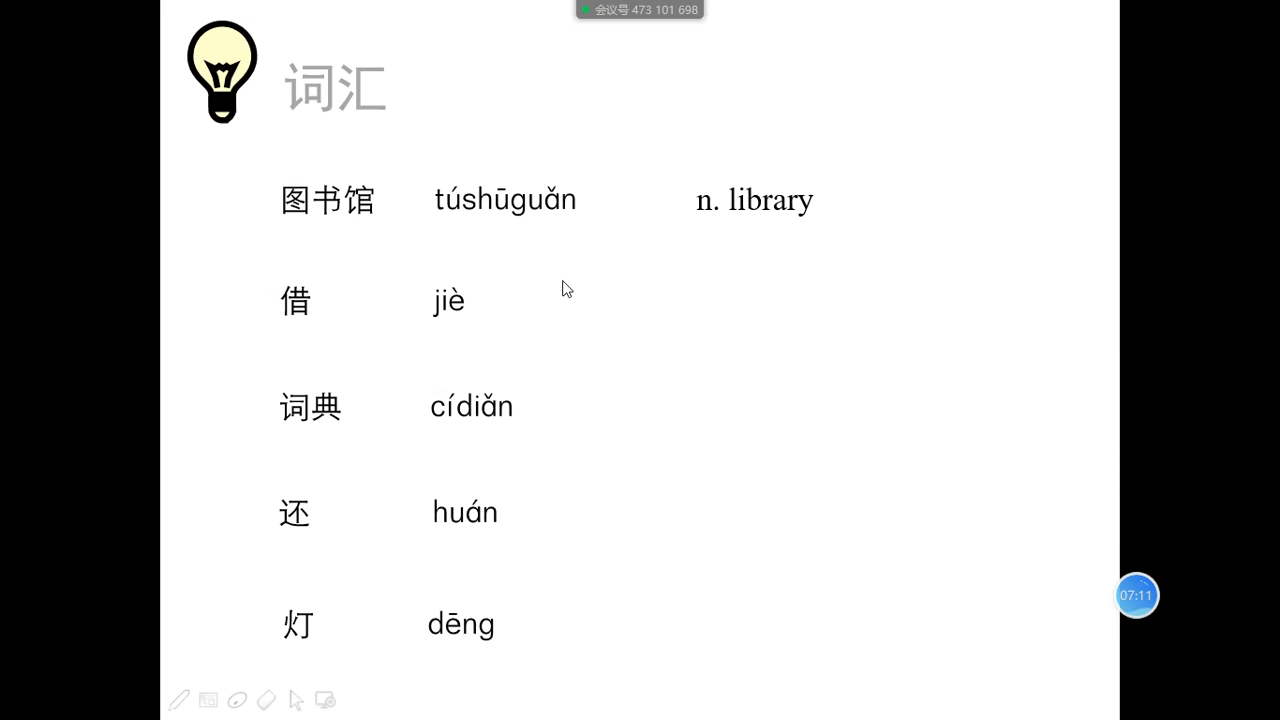 会议号 473 101 698
词汇
图书馆 túshūguǎn n. library
借 jiè
词典 cídiǎn
还 huán
灯 dēng
07:11